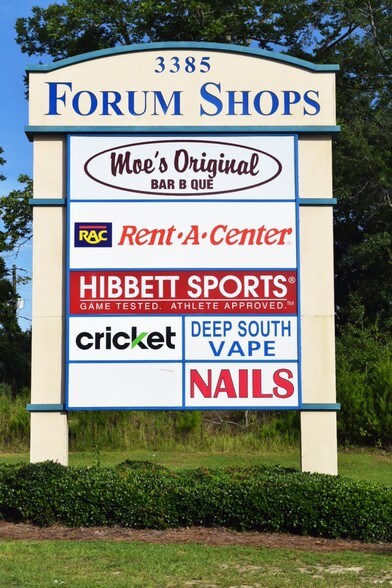 3385
FORUM SHOPS
Moe's Original
BAR B QUE
RAC Rent-A-Center®
HIBBETT SPORTS®
GAME TESTED. ATHLETE APPROVED.™
cricket
DEEP SOUTH
VAPE
NAILS